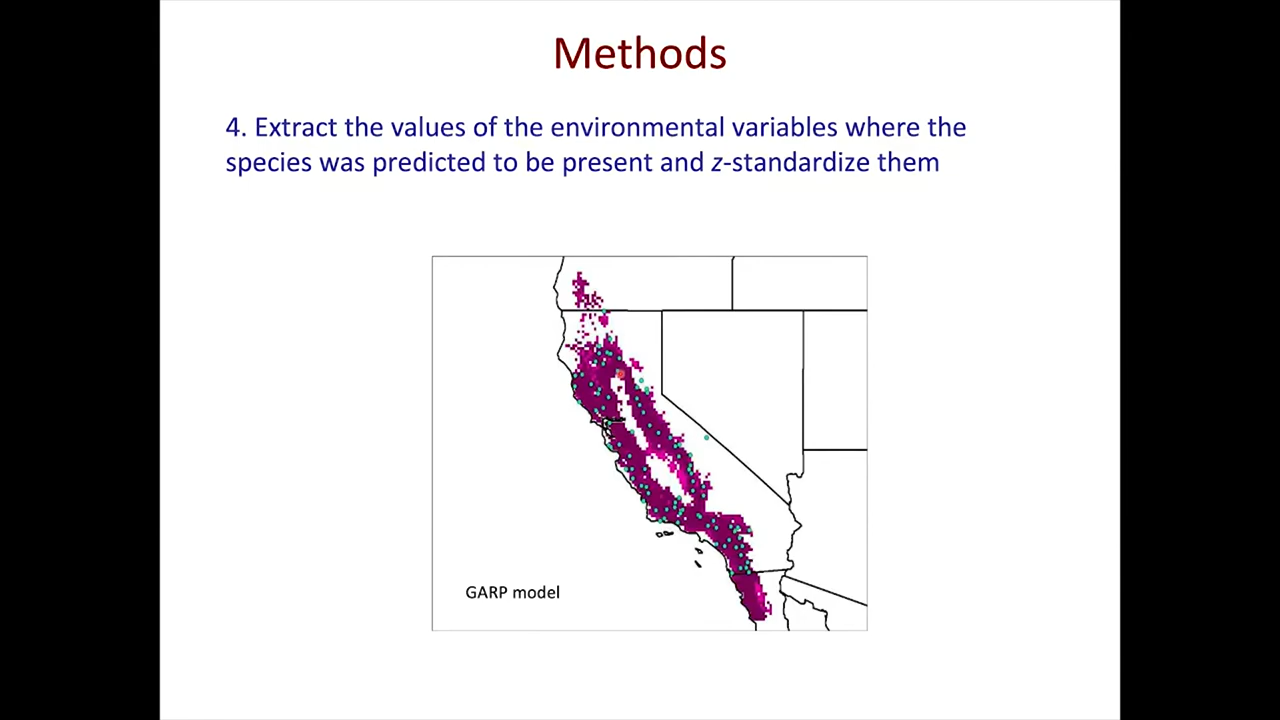 Methods
4. Extract the values of the environmental variables where the
species was predicted to be present and z-standardize them
GARP model